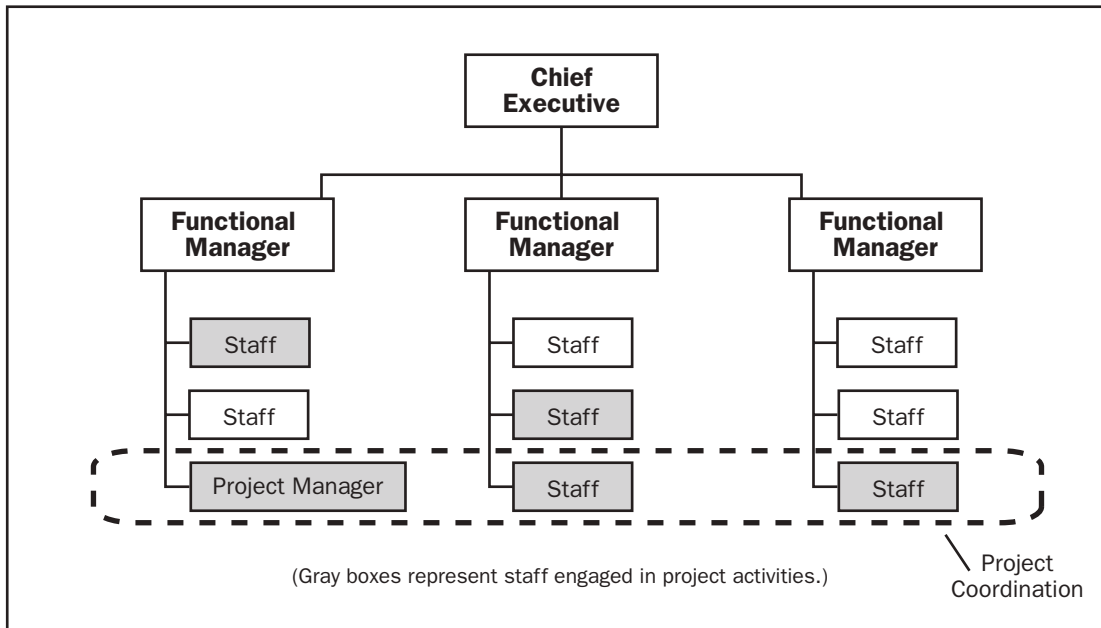 Chief
Executive
Functional
Manager
Functional
Manager
Functional
Manager
Staff
Staff
Staff
Staff
Staff
Staff
Project Manager
Staff
Staff
(Gray boxes represent staff engaged in project activities.)
Project
Coordination